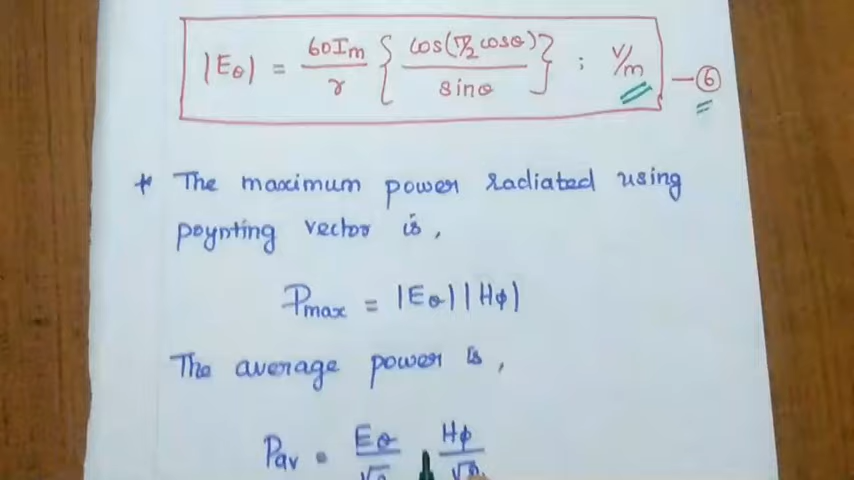 |Eθ| = 60Im/r { cos(π/2 cosθ)/sinθ } ; V/m —⑥
* The maximum power radiated using
poynting vector is,
Pmax = |Eθ| |Hφ|
The average power is,
Pav = Eθ/√2 · Hφ/√2